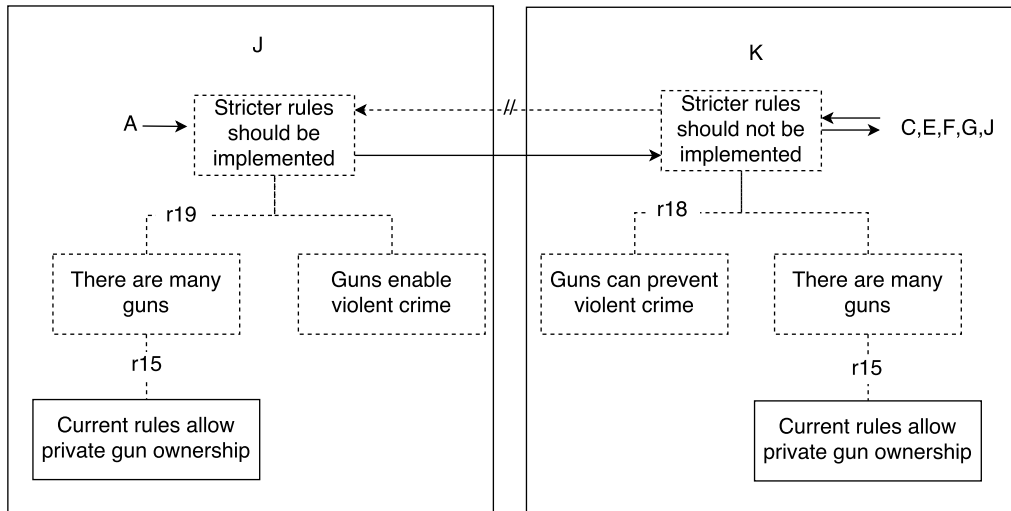 J
K
A
Stricter rules
should be
implemented
//
Stricter rules
should not be
implemented
C,E,F,G,J
r19
r18
There are many
guns
Guns enable
violent crime
Guns can prevent
violent crime
There are many
guns
r15
r15
Current rules allow
private gun ownership
Current rules allow
private gun ownership